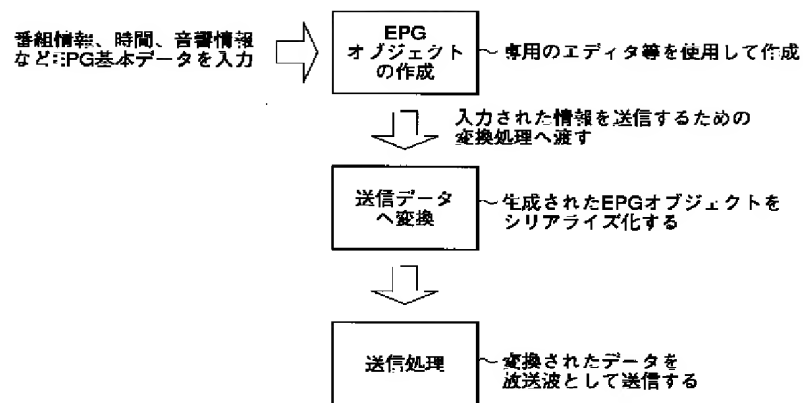 番組情報、時間、音響情報
などEPG基本データを入力
EPG
オブジェクト
の作成
専用のエディタ等を使用して作成
入力された情報を送信するための
変換処理へ渡す
送信データ
へ変換
生成されたEPGオブジェクトを
シリアライズ化する
送信処理
変換されたデータを
放送波として送信する